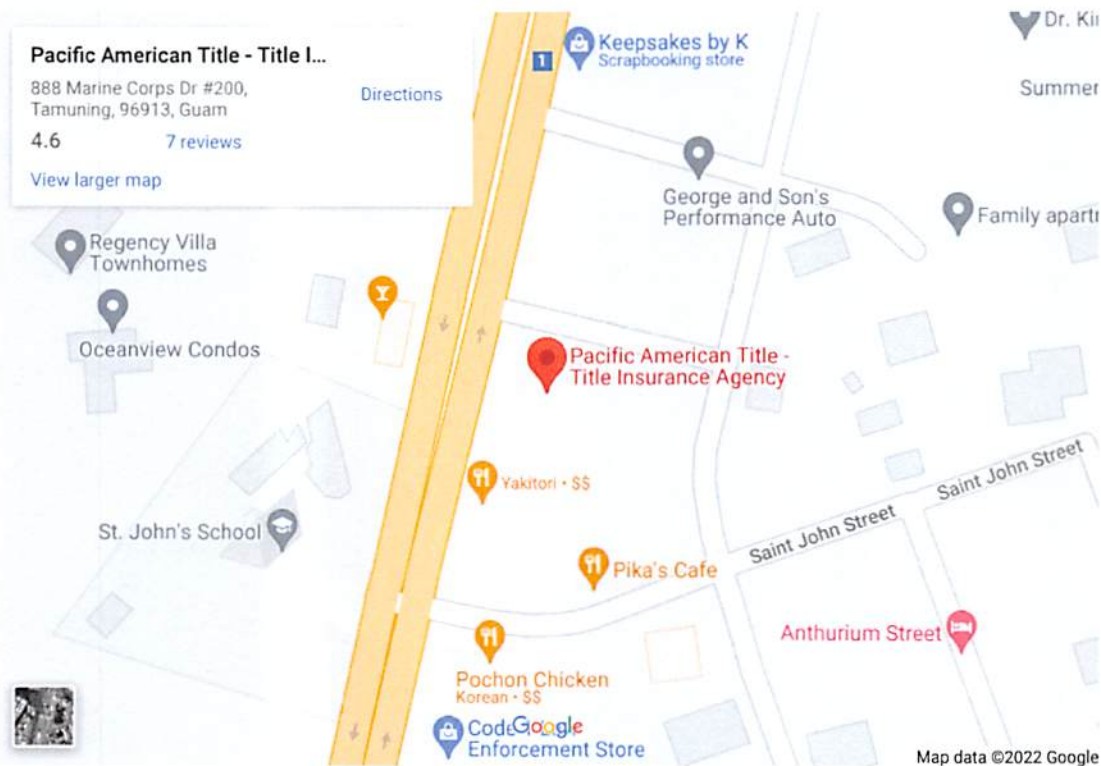 Pacific American Title - Title I...
888 Marine Corps Dr #200,
Tamuning, 96913, Guam
Directions
4.6
7 reviews
View larger map
1
Keepsakes by K
Scrapbooking store
Dr. Kii
Summer
George and Son's
Performance Auto
Family apart
Regency Villa
Townhomes
Oceanview Condos
Pacific American Title -
Title Insurance Agency
Yakitori • $$
St. John's School
Saint John Street
Saint John Street
Pika's Cafe
Anthurium Street
Pochon Chicken
Korean • $$
Code
Google
Enforcement Store
Map data ©2022 Google